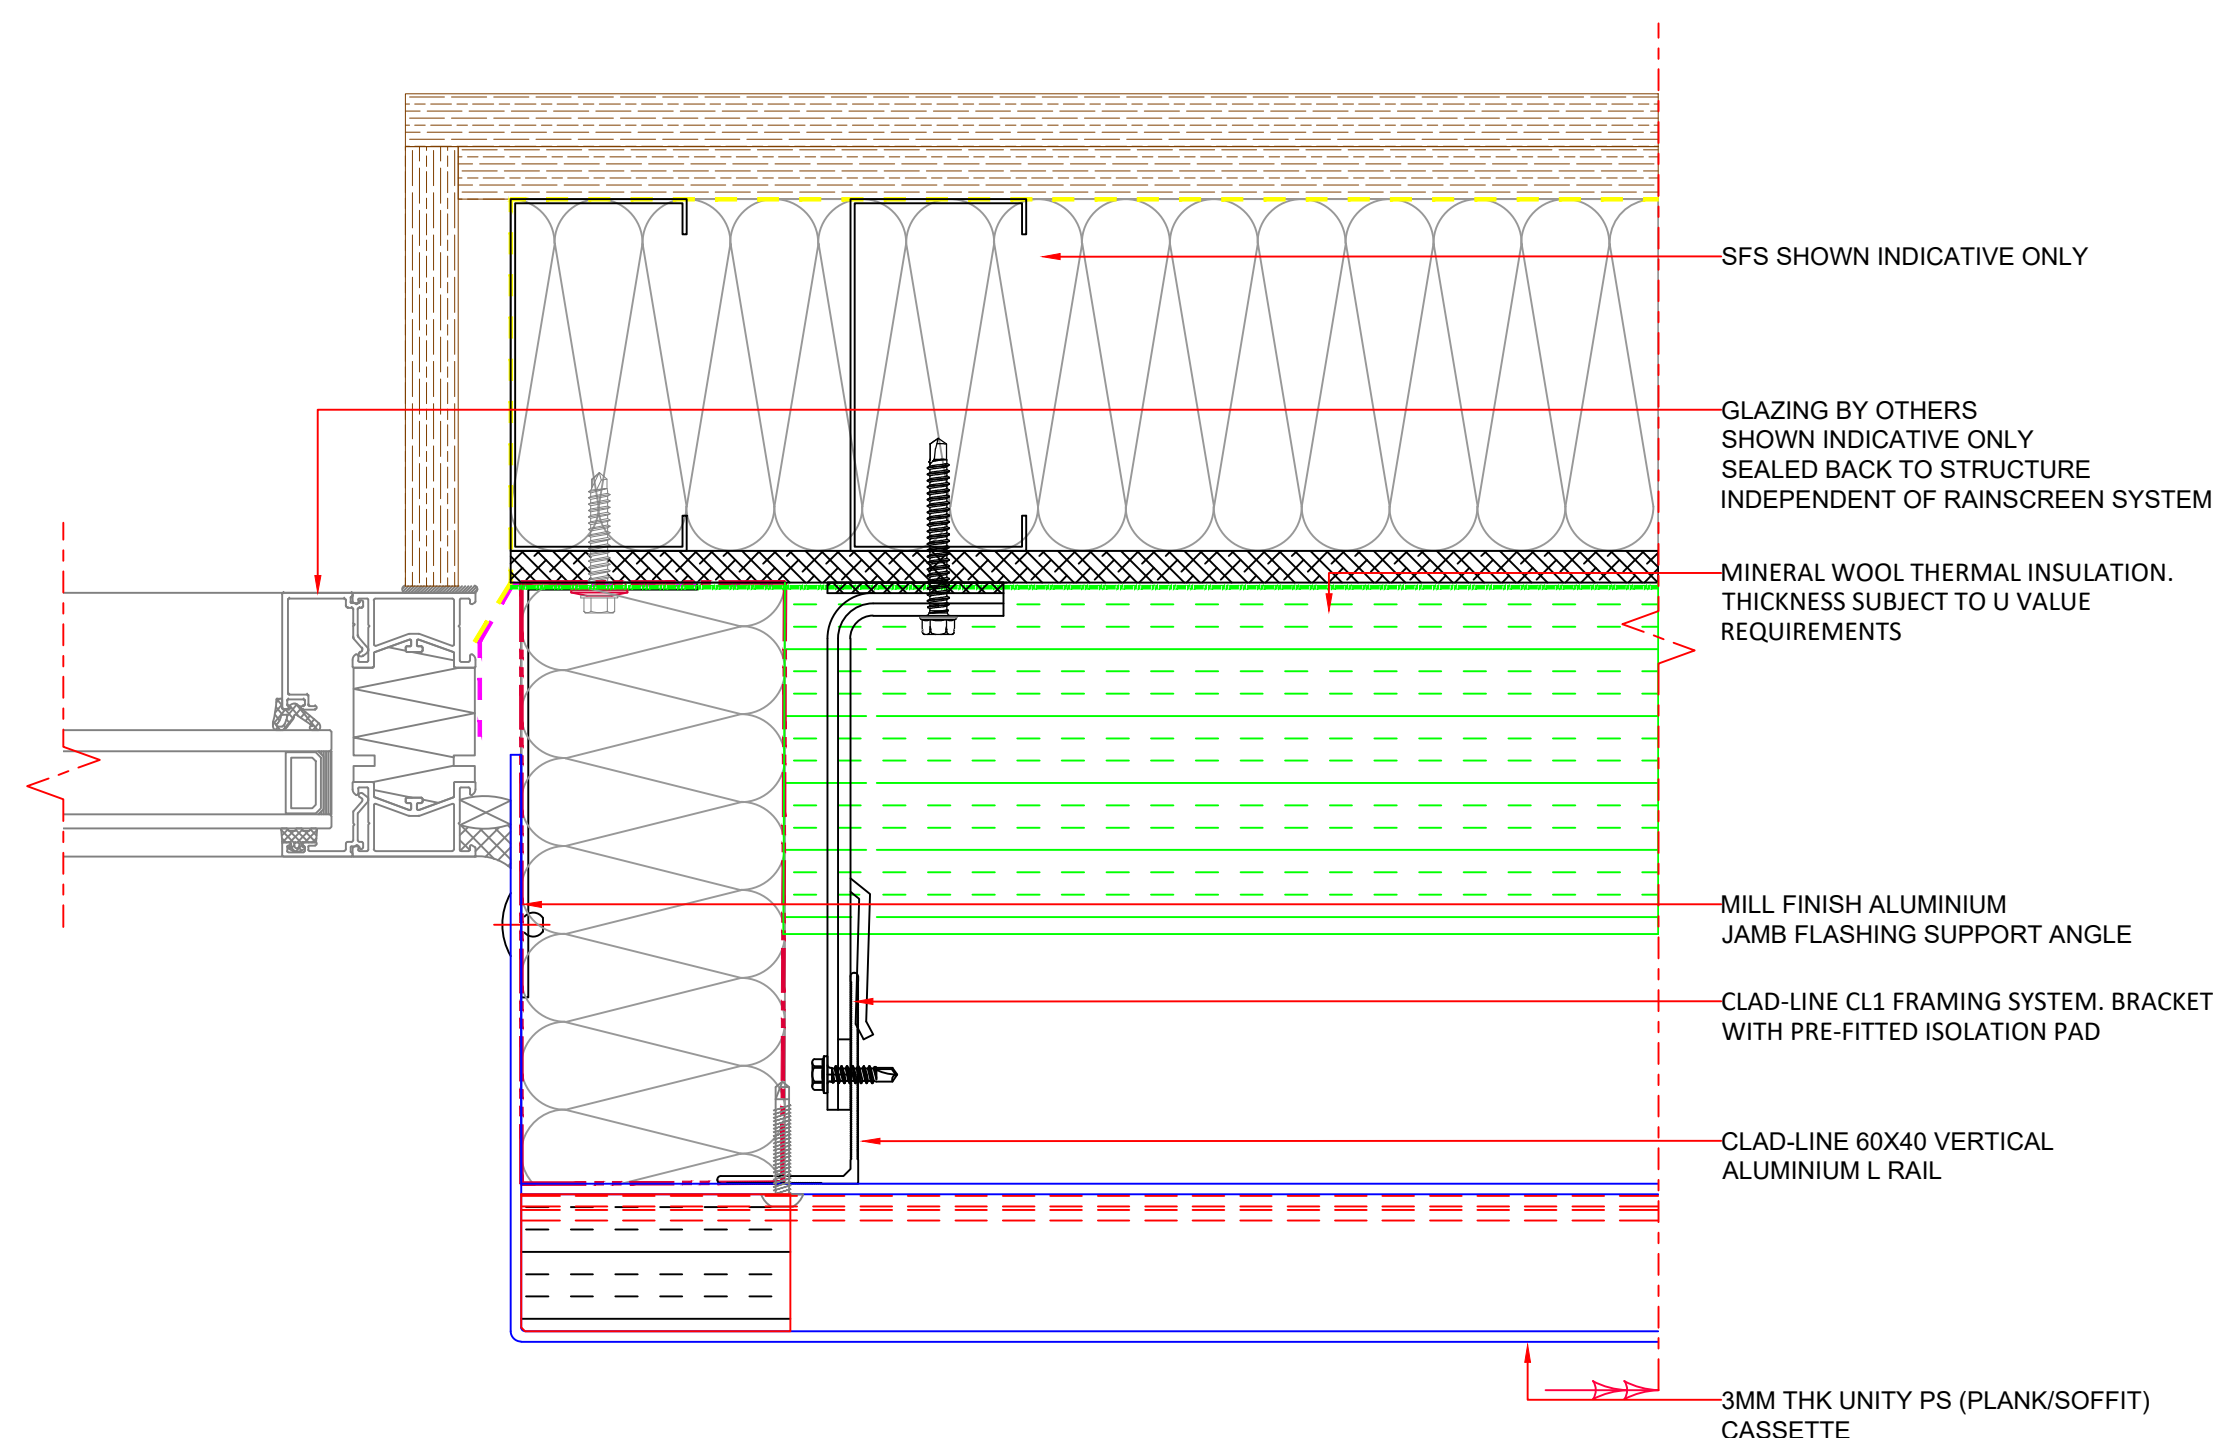 SFS SHOWN INDICATIVE ONLY
GLAZING BY OTHERS
SHOWN INDICATIVE ONLY
SEALED BACK TO STRUCTURE
INDEPENDENT OF RAINSCREEN SYSTEM
MINERAL WOOL THERMAL INSULATION.
THICKNESS SUBJECT TO U VALUE
REQUIREMENTS
MILL FINISH ALUMINIUM
JAMB FLASHING SUPPORT ANGLE
CLAD-LINE CL1 FRAMING SYSTEM. BRACKET
WITH PRE-FITTED ISOLATION PAD
CLAD-LINE 60X40 VERTICAL
ALUMINIUM L RAIL
3MM THK UNITY PS (PLANK/SOFFIT)
CASSETTE